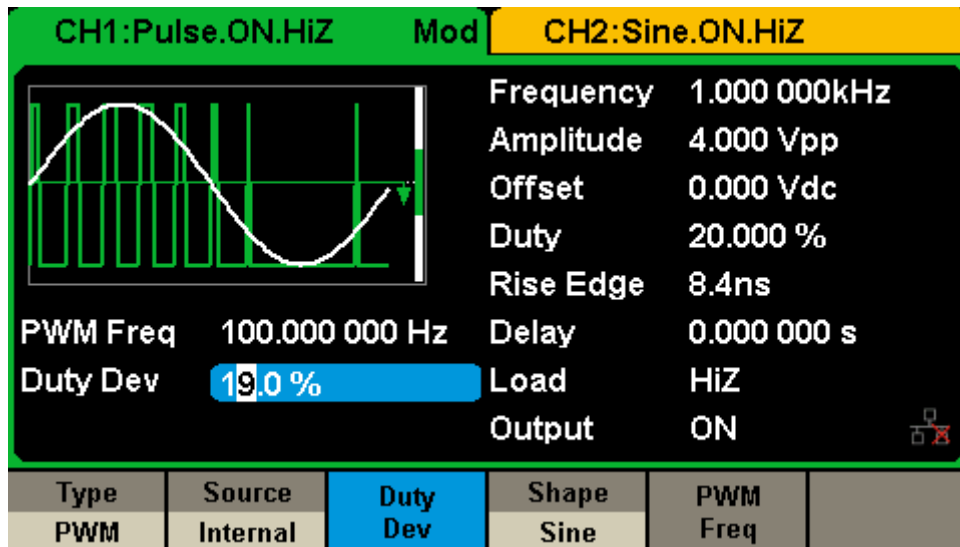 CH1:Pulse.ON.HiZ Mod CH2:Sine.ON.HiZ
Frequency 1.000 000kHz
Amplitude 4.000 Vpp
Offset 0.000 Vdc
Duty 20.000 %
Rise Edge 8.4ns
PWM Freq 100.000 000 Hz Delay 0.000 000 s
Duty Dev 19.0 % Load HiZ
Output ON
Type Source Duty Dev Shape PWM Freq
PWM Internal Sine